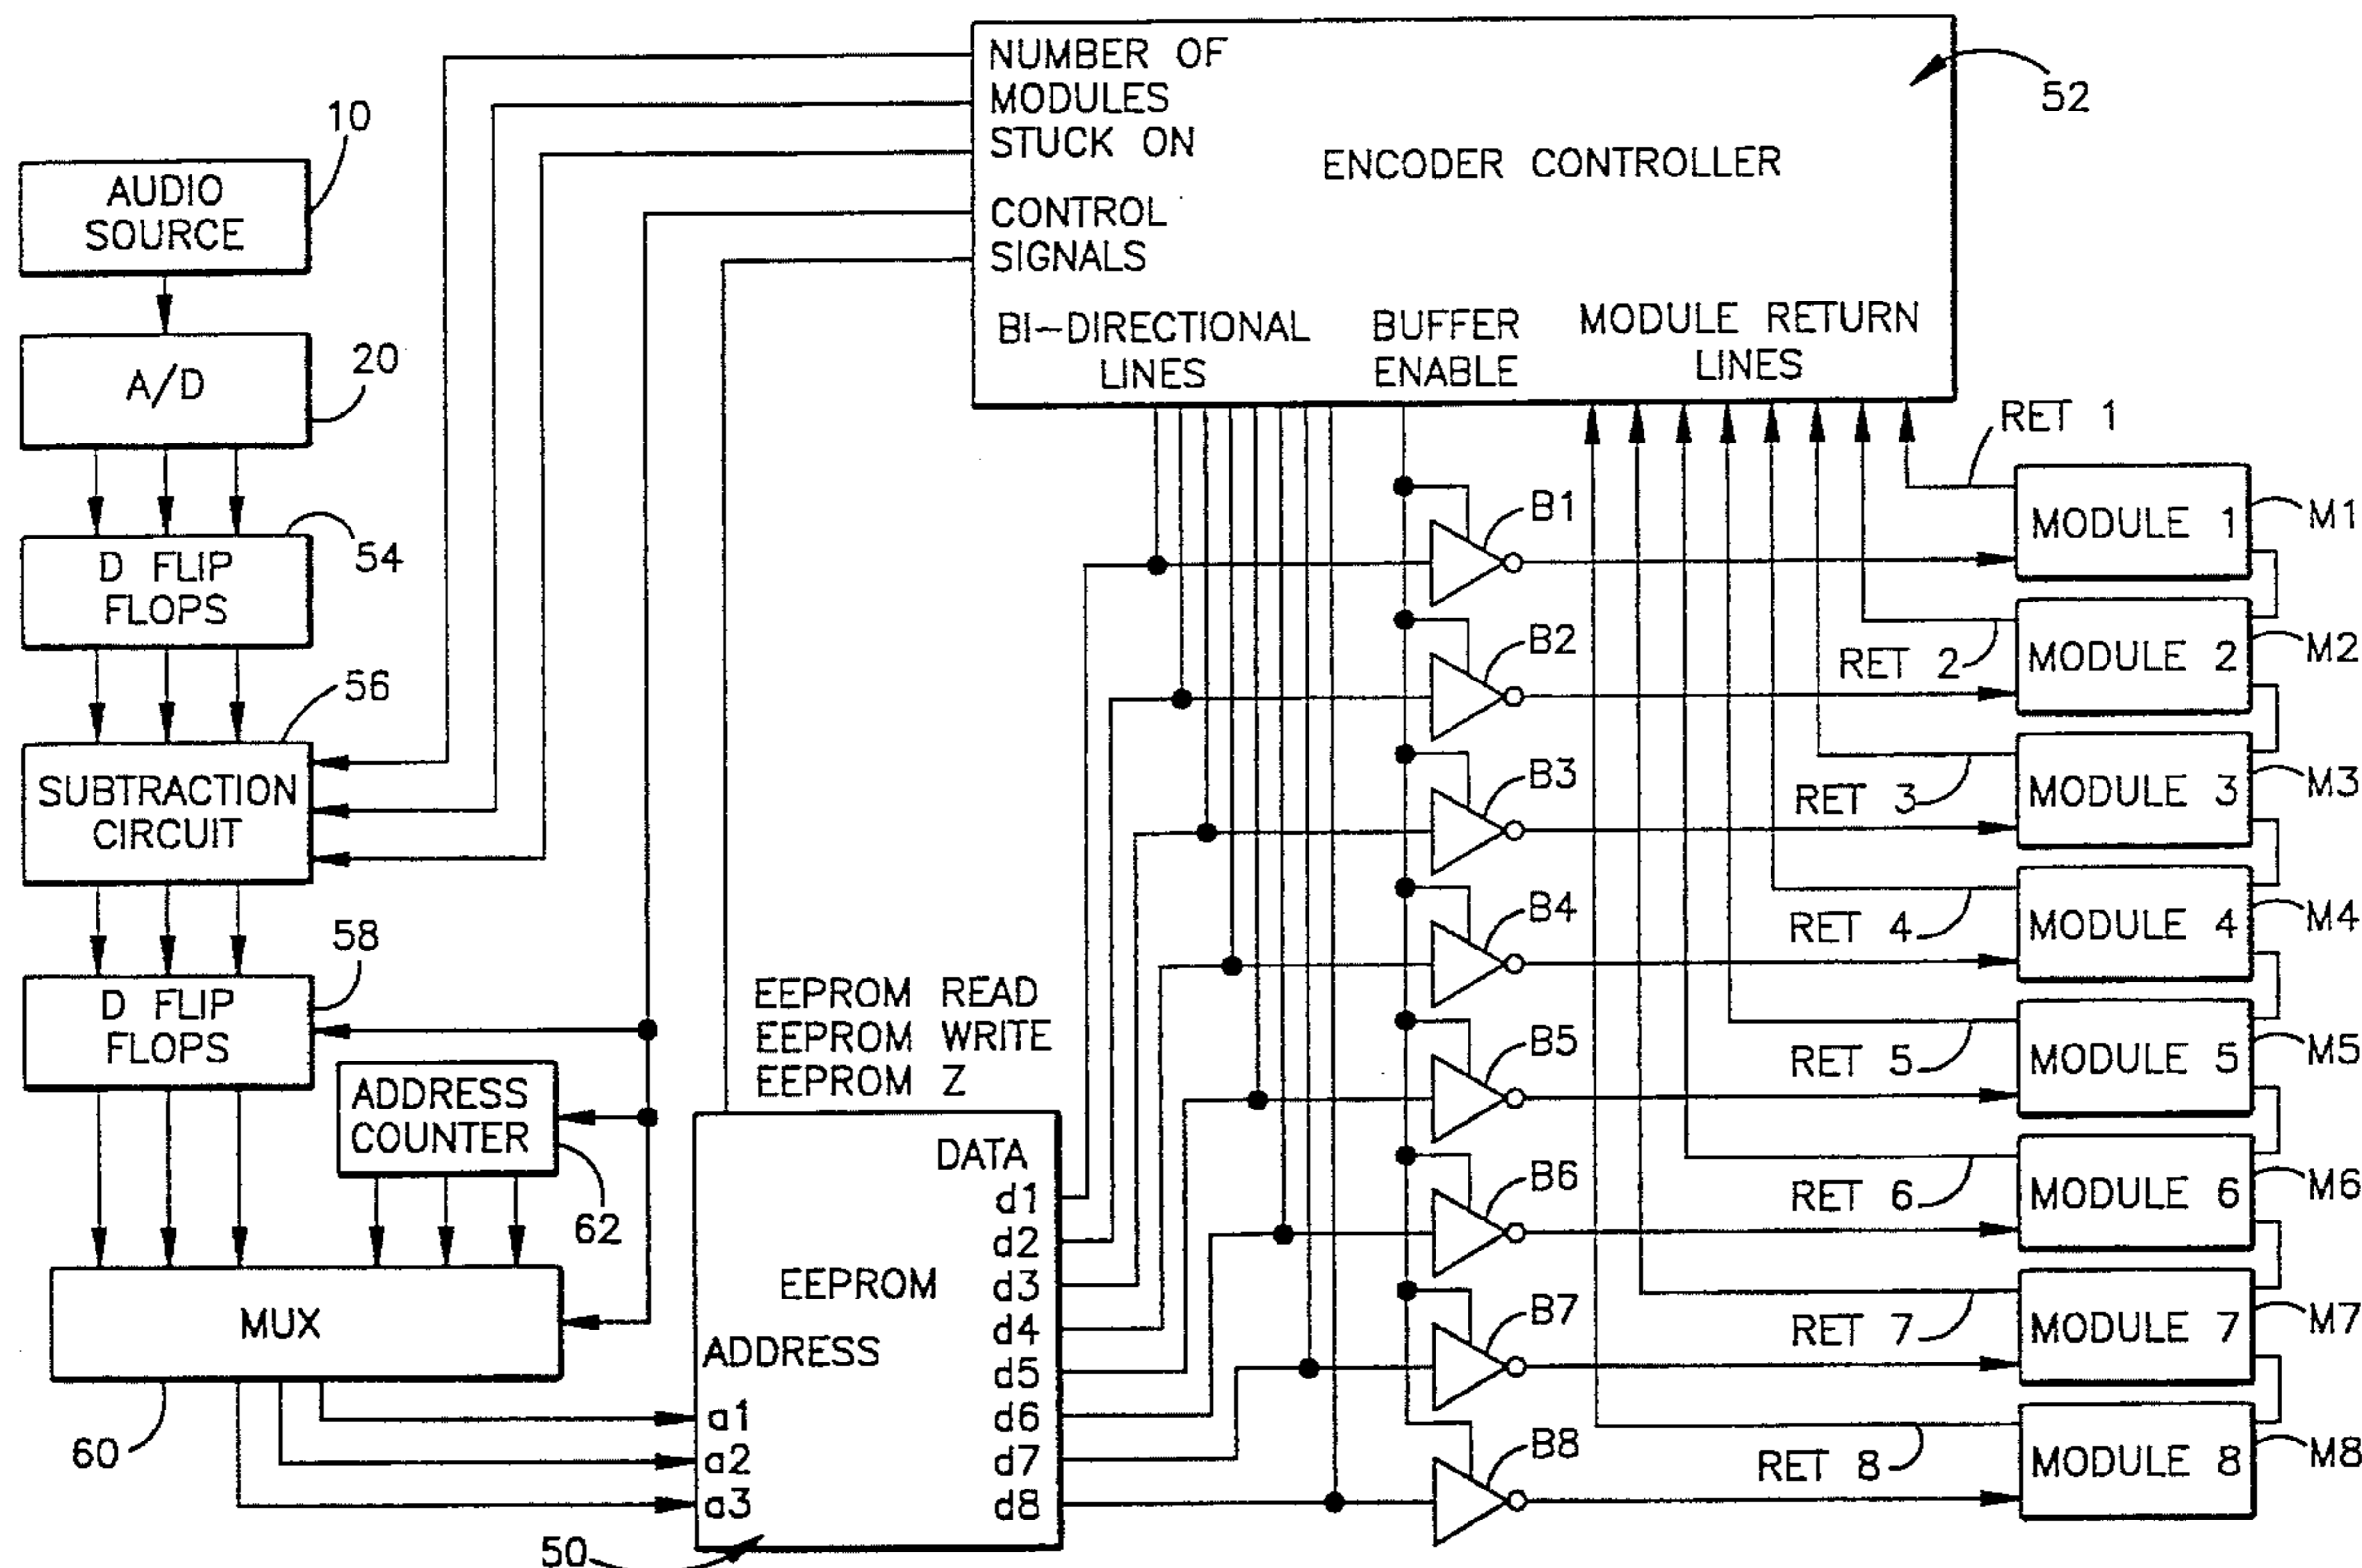 NUMBER OF
MODULES
STUCK ON
CONTROL
SIGNALS
ENCODER CONTROLLER
52
BI-DIRECTIONAL
LINES
BUFFER
ENABLE
MODULE RETURN
LINES
10
AUDIO
SOURCE
20
A/D
54
D FLIP
FLOPS
56
SUBTRACTION
CIRCUIT
58
D FLIP
FLOPS
ADDRESS
COUNTER
62
MUX
60
EEPROM READ
EEPROM WRITE
EEPROM Z
DATA
EEPROM
ADDRESS
a1
a2
a3
d1
d2
d3
d4
d5
d6
d7
d8
50
B1
B2
B3
B4
B5
B6
B7
B8
RET 1
RET 2
RET 3
RET 4
RET 5
RET 6
RET 7
RET 8
MODULE 1
M1
MODULE 2
M2
MODULE 3
M3
MODULE 4
M4
MODULE 5
M5
MODULE 6
M6
MODULE 7
M7
MODULE 8
M8